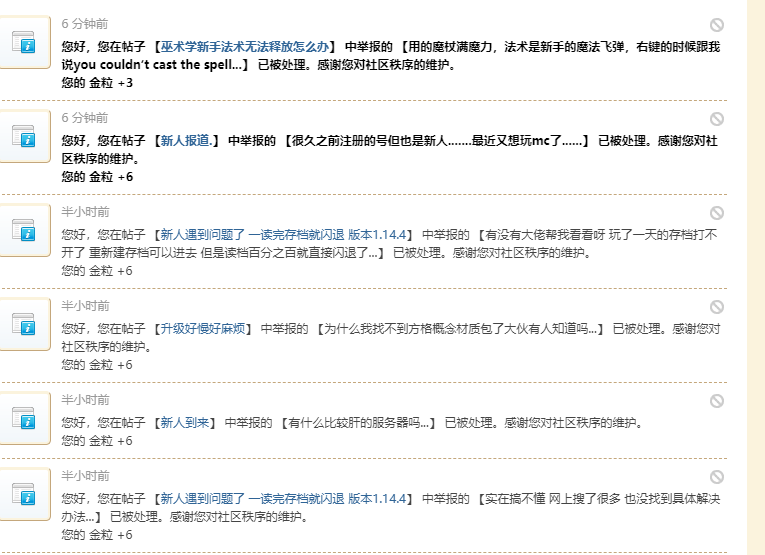 6 分钟前
您好，您在帖子 【巫术学新手法术无法释放怎么办】 中举报的 【用的魔杖满魔力，法术是新手的魔法飞弹，右键的时候跟我
说you couldn’t cast the spell...】 已被处理。感谢您对社区秩序的维护。
您的 金粒 +3
6 分钟前
您好，您在帖子 【新人报道.】 中举报的 【很久之前注册的号但也是新人.......最近又想玩mc了......】 已被处理。感谢您对社
区秩序的维护。
您的 金粒 +6
半小时前
您好，您在帖子 【新人遇到问题了 一读完存档就闪退 版本1.14.4】 中举报的 【有没有大佬帮我看看呀 玩了一天的存档打不
开了 重新建存档可以进去 但是读档百分之百就直接闪退了...】 已被处理。感谢您对社区秩序的维护。
您的 金粒 +6
半小时前
您好，您在帖子 【升级好慢好麻烦】 中举报的 【为什么我找不到方格概念材质包了大伙有人知道吗...】 已被处理。感谢您对
社区秩序的维护。
您的 金粒 +6
半小时前
您好，您在帖子 【新人到来】 中举报的 【有什么比较肝的服务器吗...】 已被处理。感谢您对社区秩序的维护。
您的 金粒 +6
半小时前
您好，您在帖子 【新人遇到问题了 一读完存档就闪退 版本1.14.4】 中举报的 【实在搞不懂 网上搜了很多 也没找到具体解决
办法...】 已被处理。感谢您对社区秩序的维护。
您的 金粒 +6